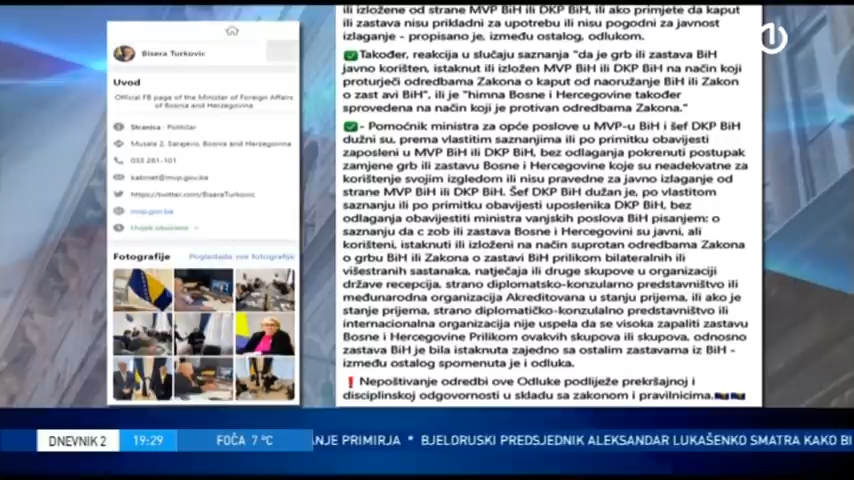 Bisera Turkovic
Uvod
Official FB page of the Minister of Foreign Affairs
of Bosnia and Herzegovina
Stranica · Političar
Musala 2, Sarajevo, Bosnia and Herzegovina
033 281-101
kabinet@mvp.gov.ba
https://twitter.com/BiseraTurkovic
mvp.gov.ba
Fotografije
Pogledajte sve fotografije
ili izložene od strane MVP BiH ili DKP BiH, ili ako primjete da kaput
ili zastava nisu prikladni za upotrebu ili nisu pogodni za javnost
izlaganje - propisano je, između ostalog, odlukom.
✅Također, reakcija u slučaju saznanja "da je grb ili zastava BiH
javno korišten, istaknut ili izložen MVP BiH ili DKP BiH na način koji
proturječi odredbama Zakona o kaput od naoružanje BiH ili Zakon
o zast avi BiH", ili je "himna Bosne i Hercegovine također
sprovedena na način koji je protivan odredbama Zakona."
✅- Pomoćnik ministra za opće poslove u MVP-u BiH i šef DKP BiH
dužni su, prema vlastitim saznanjima ili po primitku obavijesti
zaposleni u MVP BiH ili DKP BiH, bez odlaganja pokrenuti postupak
zamjene grb ili zastavu Bosne i Hercegovine koje su neadekvatne za
korištenje svojim izgledom ili nisu pravedne za javno izlaganje od
strane MVP BiH ili DKP BiH. Šef DKP BiH dužan je, po vlastitom
saznanju ili po primitku obavijesti uposlenika DKP BiH, bez
odlaganja obavijestiti ministra vanjskih poslova BiH pisanjem: o
saznanju da c zob ili zastava Bosne i Hercegovini su javni, ali
korišteni, istaknuti ili izloženi na način suprotan odredbama Zakona
o grbu BiH ili Zakona o zastavi BiH prilikom bilateralnih ili
višestranih sastanaka, natječaja ili druge skupove u organizaciji
države recepcija, strano diplomatsko-konzularno predstavništvo ili
međunarodna organizacija Akreditovana u stanju prijema, ili ako je
stanje prijema, strano diplomatičko-konzulalno predstavništvo ili
internacionalna organizacija nije uspela da se visoka zapaliti zastavu
Bosne i Hercegovine Prilikom ovakvih skupova ili skupova, odnosno
zastava BiH je bila istaknuta zajedno sa ostalim zastavama iz BiH -
između ostalog spomenuta je i odluka.
❗ Nepoštivanje odredbi ove Odluke podliježe prekršajnoj i
disciplinskoj odgovornosti u skladu sa zakonom i pravilnicima.
DNEVNIK 2
19:29
FOČA 7 °C
ANJE PRIMIRJA * BJELORUSKI PREDSJEDNIK ALEKSANDAR LUKAŠENKO SMATRA KAKO BI